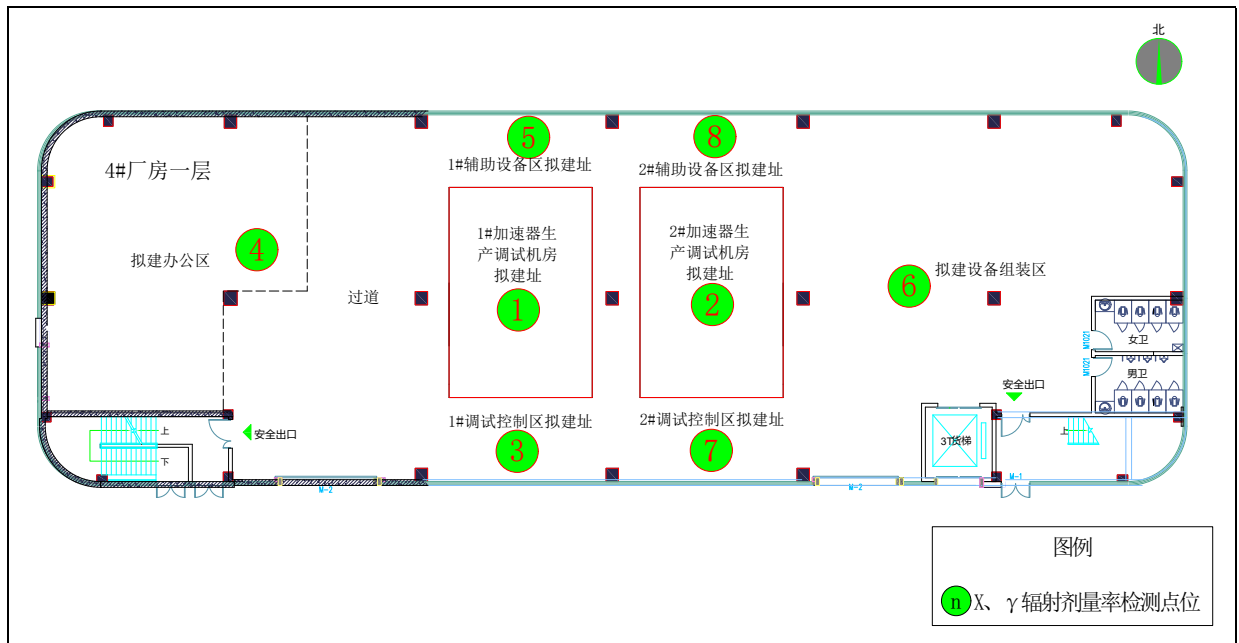 北
5
8
4#厂房一层
1#辅助设备区拟建址
2#辅助设备区拟建址
1#加速器生
产调试机房
拟建址
2#加速器生
产调试机房
拟建址
4
拟建办公区
过道
1
2
6
拟建设备组装区
女卫
M1021
男卫
M1021
安全出口
1#调试控制区拟建址
2#调试控制区拟建址
上
下
安全出口
3
7
3T货梯
上
M-2
M-2
M-1
图例
n X、γ辐射剂量率检测点位